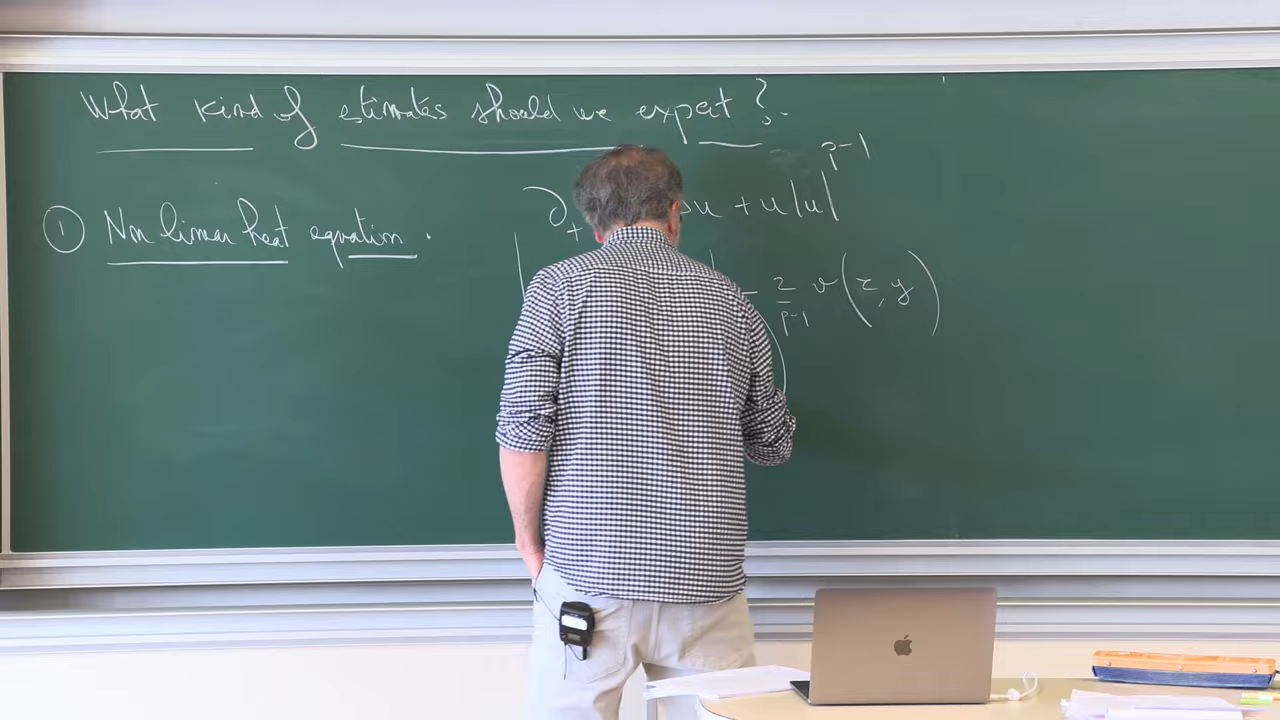 What kind of estimates should we expect ?
① Non linear heat equation.
∂₊ Δu + u|u|^{p-1}
| | - 2/(p-1) v(τ, y)